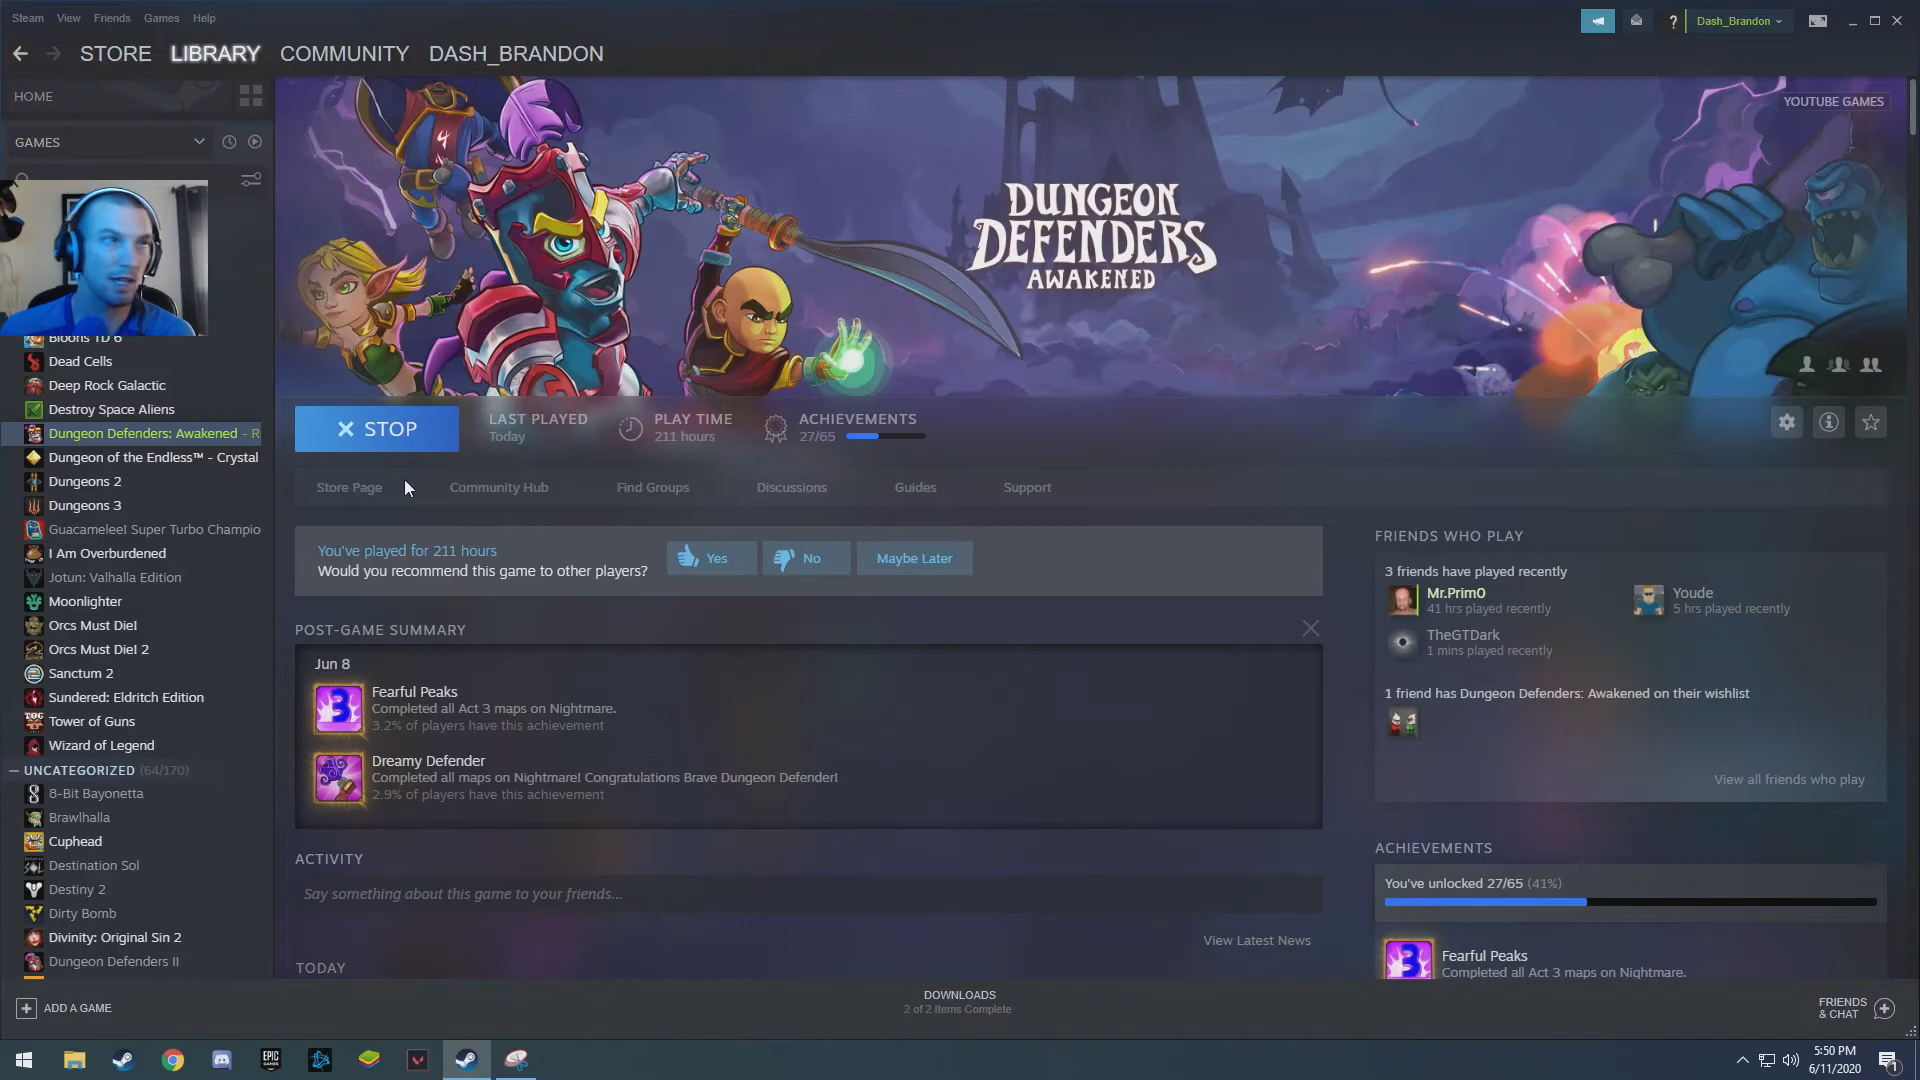 Steam View Friends Games Help
Dash_Brandon
STORE LIBRARY COMMUNITY DASH_BRANDON
HOME
GAMES
YOUTUBE GAMES
DUNGEON
DEFENDERS
AWAKENED
Bloons TD 6
Dead Cells
Deep Rock Galactic
Destroy Space Aliens
Dungeon Defenders: Awakened - R
Dungeon of the Endless™ - Crystal
Dungeons 2
Dungeons 3
Guacamelee! Super Turbo Champio
I Am Overburdened
Jotun: Valhalla Edition
Moonlighter
Orcs Must Die!
Orcs Must Die! 2
Sanctum 2
Sundered: Eldritch Edition
Tower of Guns
Wizard of Legend
UNCATEGORIZED (64/170)
8-Bit Bayonetta
Brawlhalla
Cuphead
Destination Sol
Destiny 2
Dirty Bomb
Divinity: Original Sin 2
Dungeon Defenders II
STOP
LAST PLAYED
Today
PLAY TIME
211 hours
ACHIEVEMENTS
27/65
Store Page Community Hub Find Groups Discussions Guides Support
You've played for 211 hours
Would you recommend this game to other players?
Yes No Maybe Later
POST-GAME SUMMARY
Jun 8
3
Fearful Peaks
Completed all Act 3 maps on Nightmare.
3.2% of players have this achievement
Dreamy Defender
Completed all maps on Nightmare! Congratulations Brave Dungeon Defender!
2.9% of players have this achievement
ACTIVITY
Say something about this game to your friends...
View Latest News
TODAY
FRIENDS WHO PLAY
3 friends have played recently
Mr.PrimO
41 hrs played recently
Youde
5 hrs played recently
TheGTDark
1 mins played recently
1 friend has Dungeon Defenders: Awakened on their wishlist
View all friends who play
ACHIEVEMENTS
You've unlocked 27/65 (41%)
3
Fearful Peaks
Completed all Act 3 maps on Nightmare.
ADD A GAME
DOWNLOADS
2 of 2 Items Complete
FRIENDS
& CHAT
EPIC
GAMES
5:50 PM
6/11/2020
1